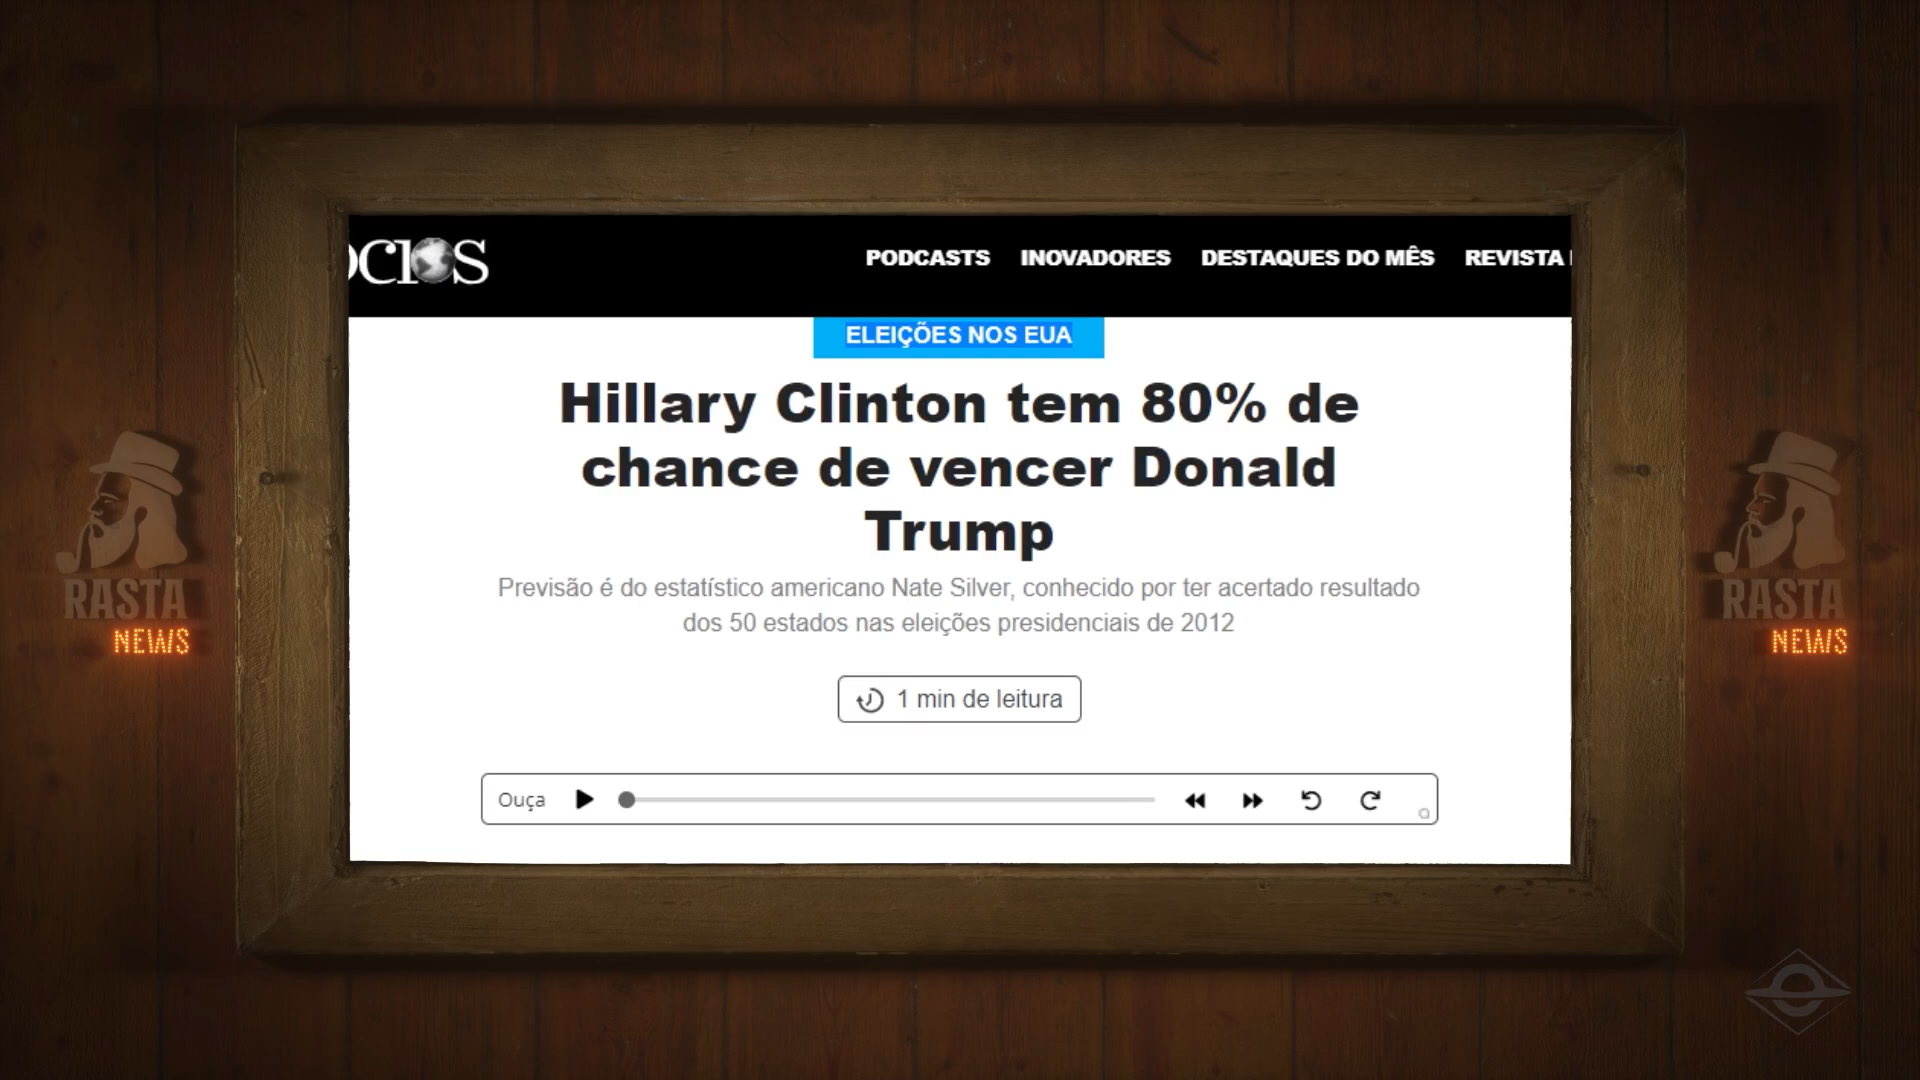 OCIOS
PODCASTS INOVADORES DESTAQUES DO MÊS REVISTA
ELEIÇÕES NOS EUA
Hillary Clinton tem 80% de
chance de vencer Donald
Trump
Previsão é do estatístico americano Nate Silver, conhecido por ter acertado resultado
dos 50 estados nas eleições presidenciais de 2012
1 min de leitura
Ouça
RASTA
NEWS
RASTA
NEWS